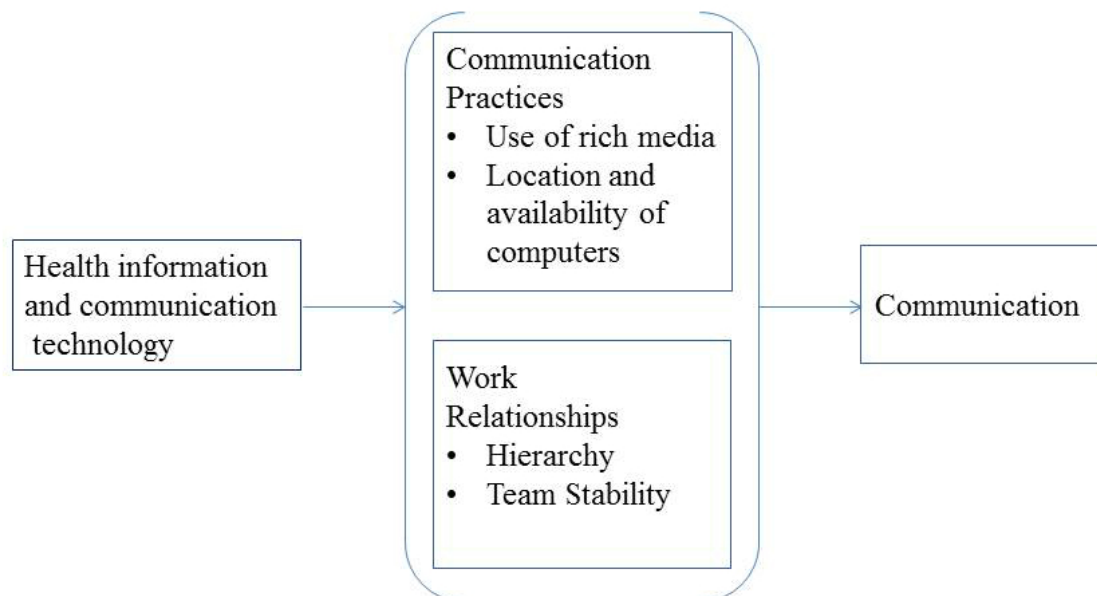 Communication
Practices
• Use of rich media
• Location and
availability of
computers
Health information
and communication
technology
Communication
Work
Relationships
• Hierarchy
• Team Stability